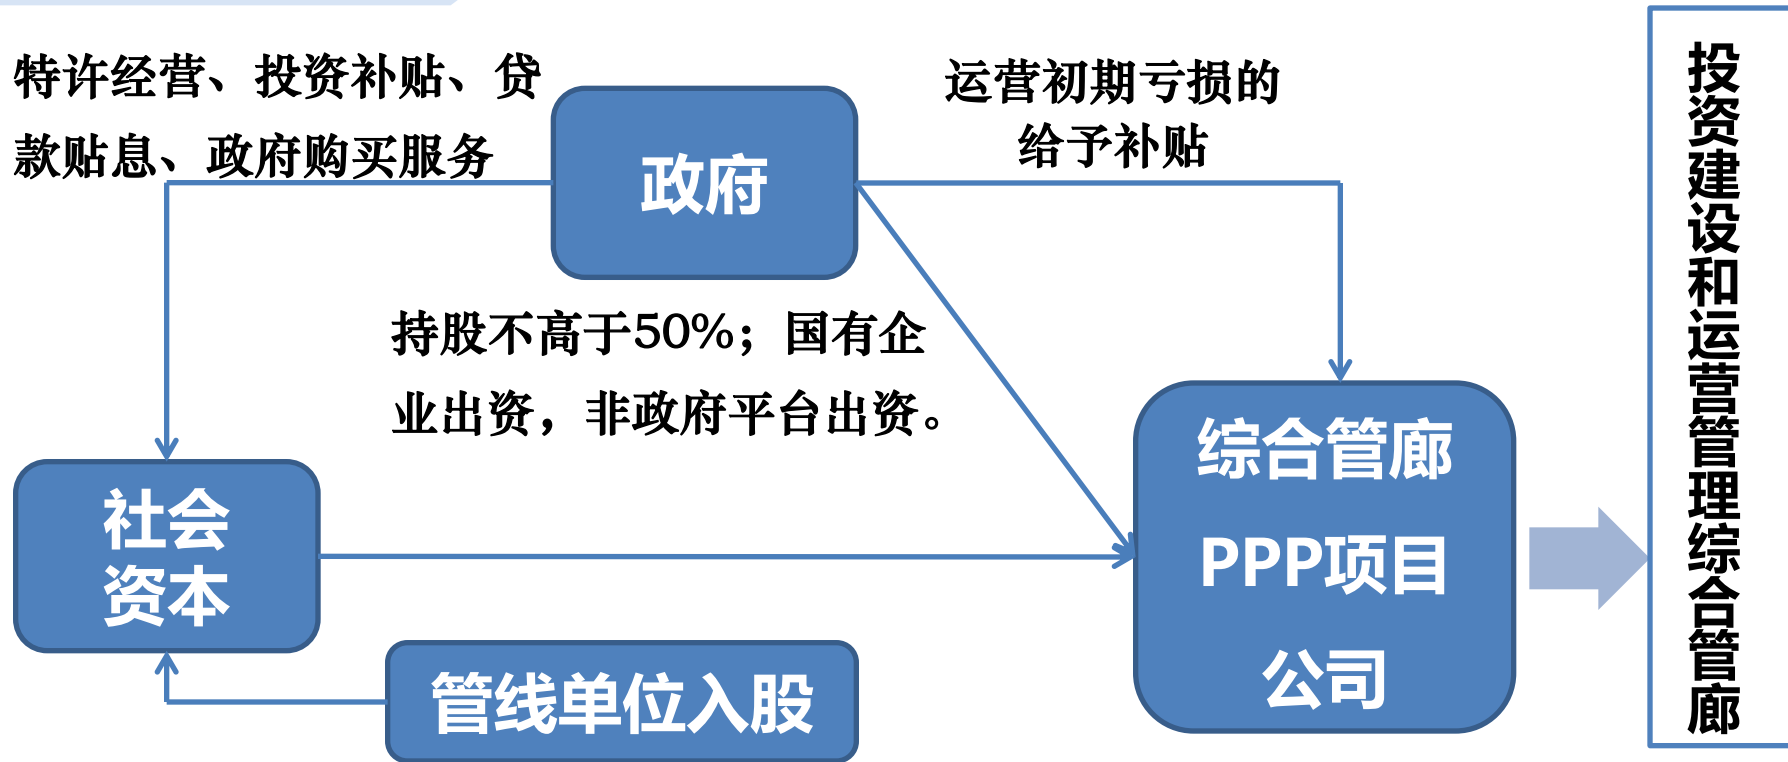 特许经营、投资补贴、贷
款贴息、政府购买服务
政府
运营初期亏损的
给予补贴
持股不高于50%；国有企
业出资，非政府平台出资。
社会
资本
管线单位入股
综合管廊
PPP项目
公司
投资建设和运营管理综合管廊